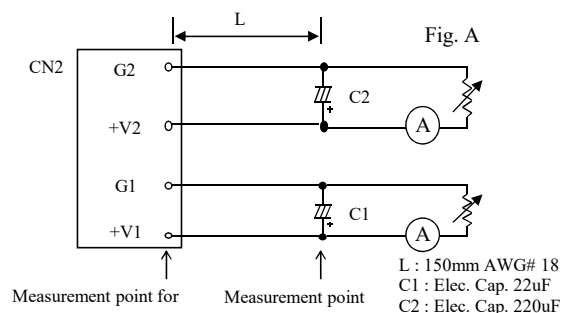 L
Fig. A
CN2
G2
C2
+
+V2
A
G1
C1
+
+V1
A
L : 150mm AWG# 18
C1 : Elec. Cap. 22uF
C2 : Elec. Cap. 220uF
Measurement point for
Measurement point